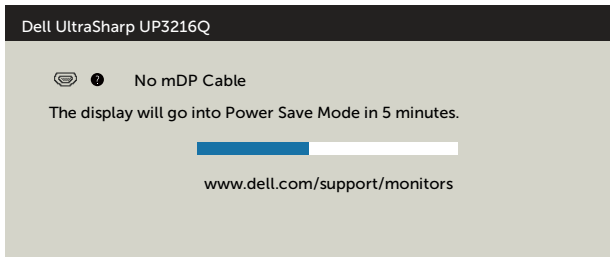 Dell UltraSharp UP3216Q
? No mDP Cable
The display will go into Power Save Mode in 5 minutes.
www.dell.com/support/monitors